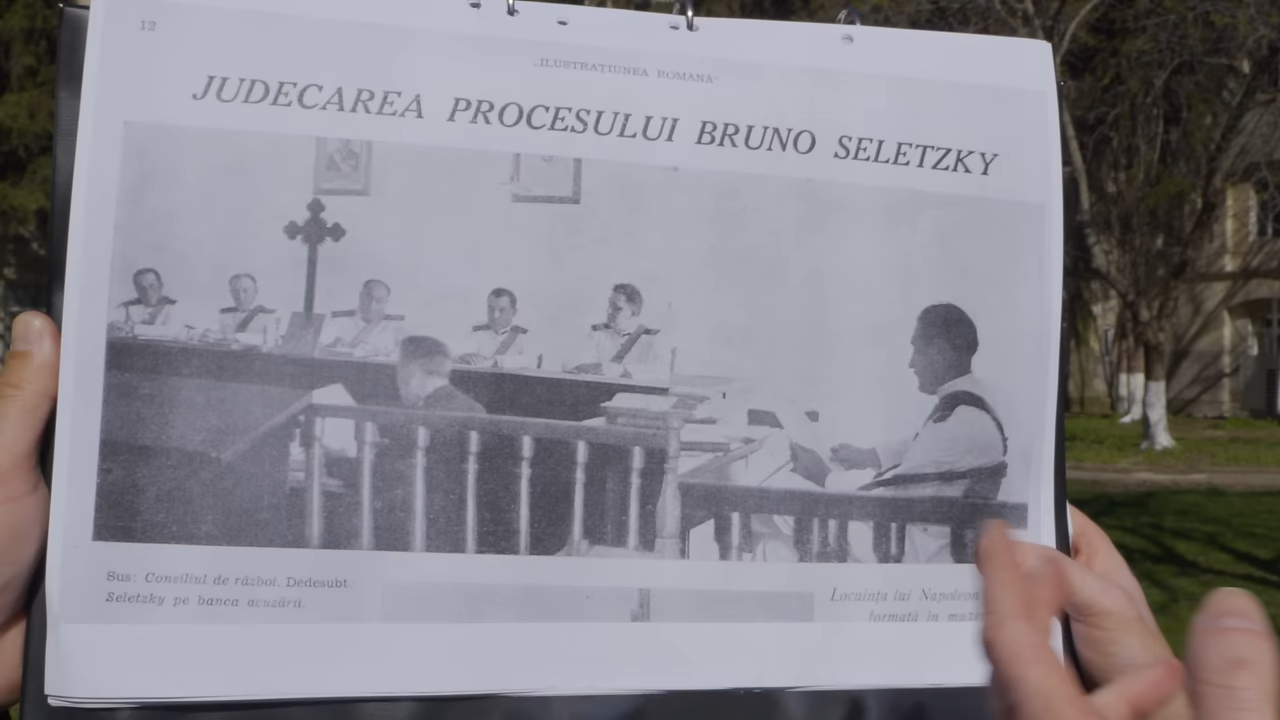 12
„ILUSTRAȚIUNEA ROMÂNĂ”
JUDECAREA PROCESULUI BRUNO SELETZKY
Sus: Consiliul de război. Dedesubt
Seletzky pe banca acuzării.
Locuința lui Napoleon
formată în